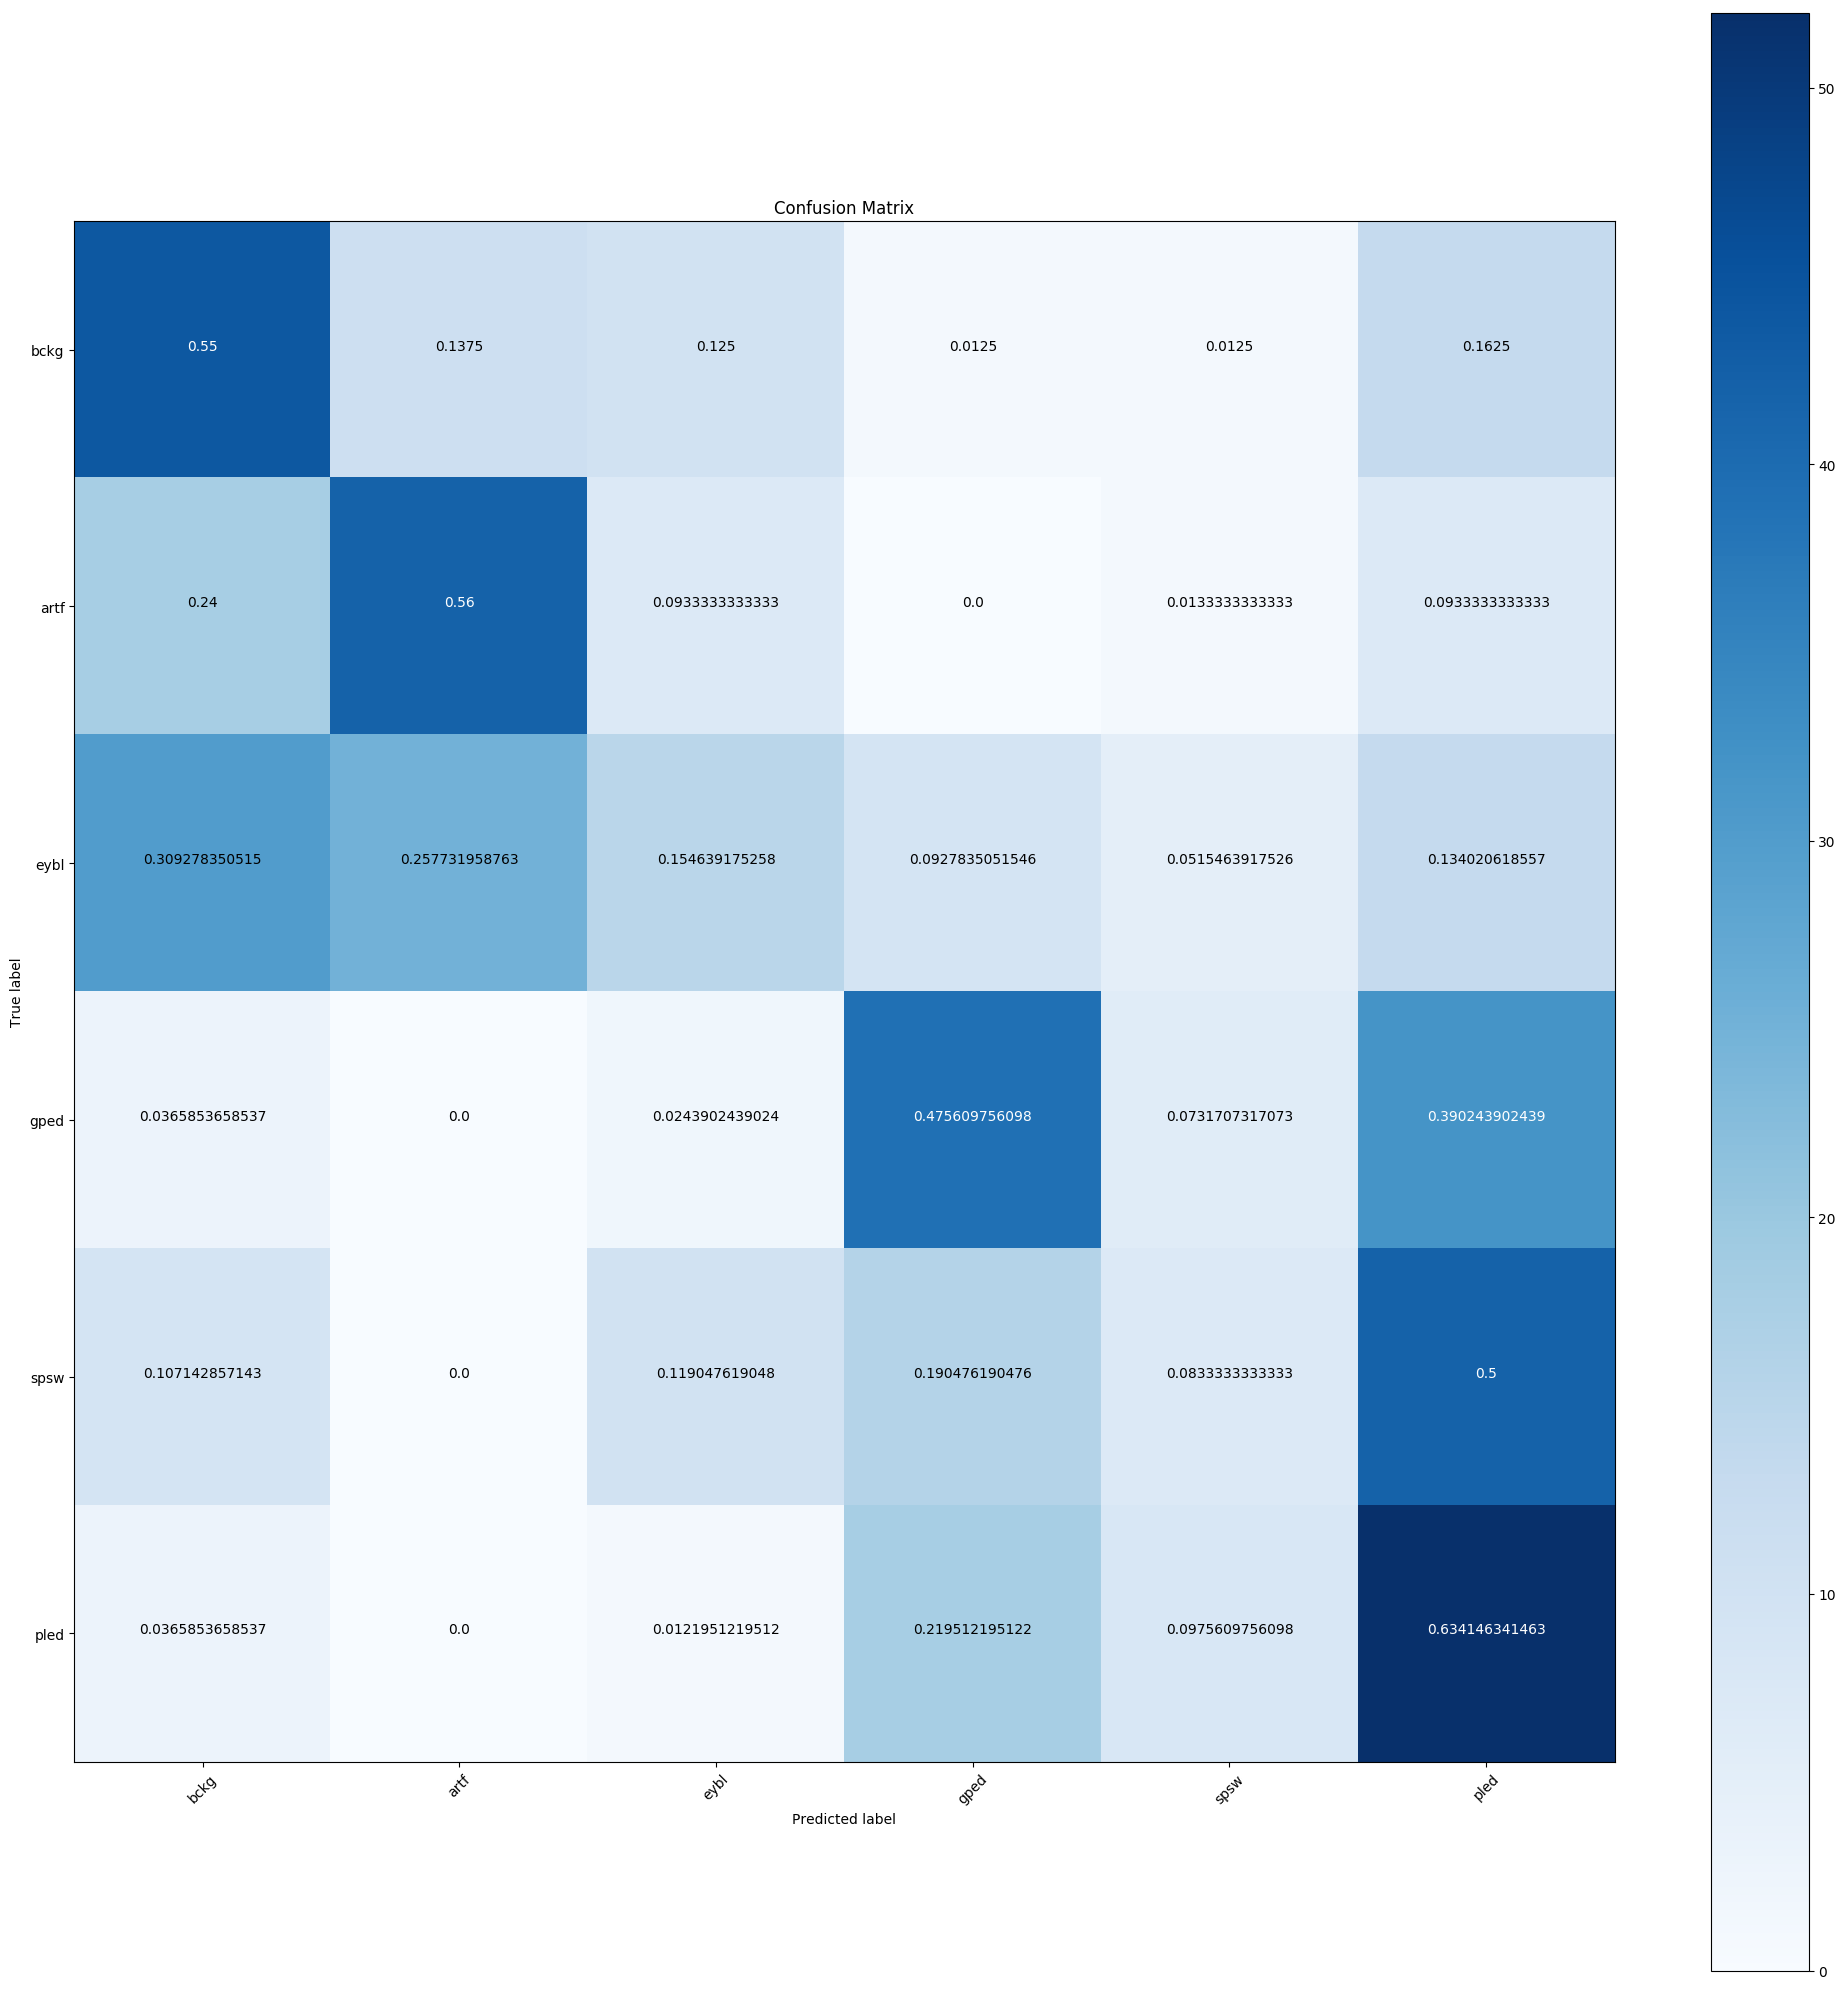 Confusion Matrix
50
40
30
20
10
0
True label
bckg 0.55 0.1375 0.125 0.0125 0.0125 0.1625
artf 0.24 0.56 0.0933333333333 0.0 0.0133333333333 0.0933333333333
eybl 0.309278350515 0.257731958763 0.154639175258 0.0927835051546 0.0515463917526 0.134020618557
gped 0.0365853658537 0.0 0.0243902439024 0.475609756098 0.0731707317073 0.390243902439
spsw 0.107142857143 0.0 0.119047619048 0.190476190476 0.0833333333333 0.5
pled 0.0365853658537 0.0 0.0121951219512 0.219512195122 0.0975609756098 0.634146341463
bckg artf eybl gped spsw pled
Predicted label